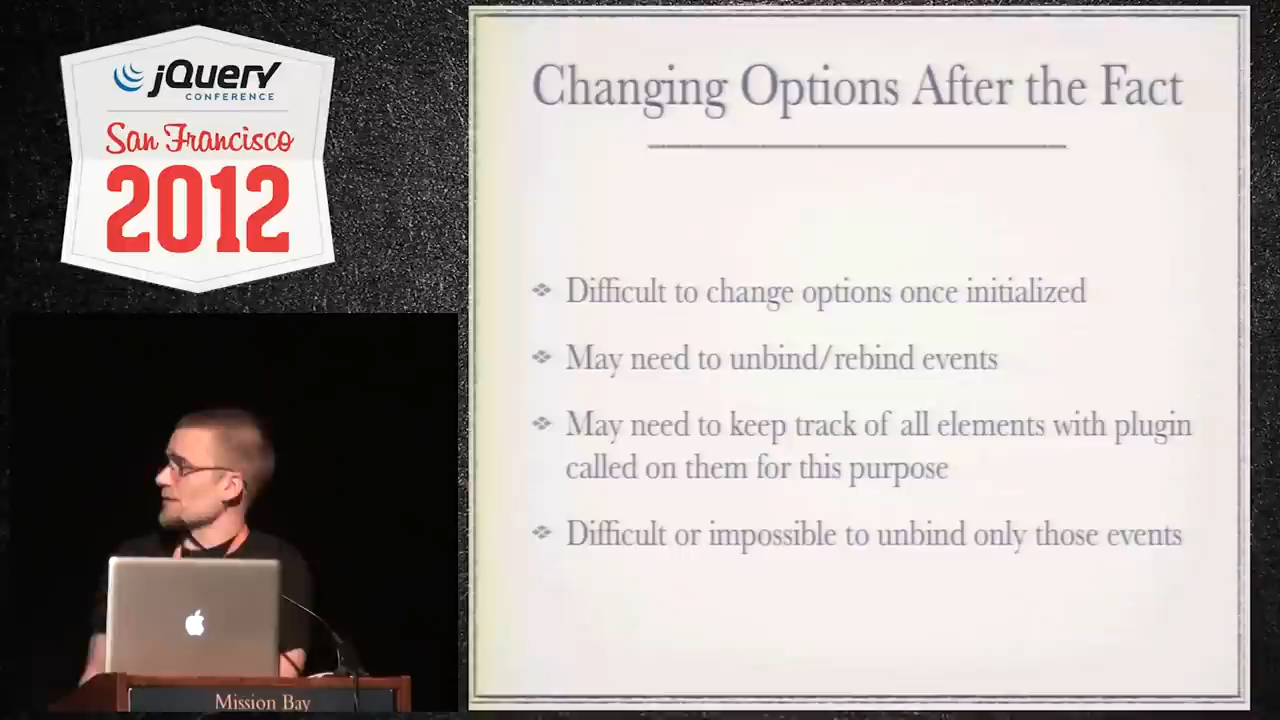 jQuery
CONFERENCE
San Francisco
2012
Changing Options After the Fact
Difficult to change options once initialized
May need to unbind/rebind events
May need to keep track of all elements with plugin
called on them for this purpose
Difficult or impossible to unbind only those events
Mission Bay